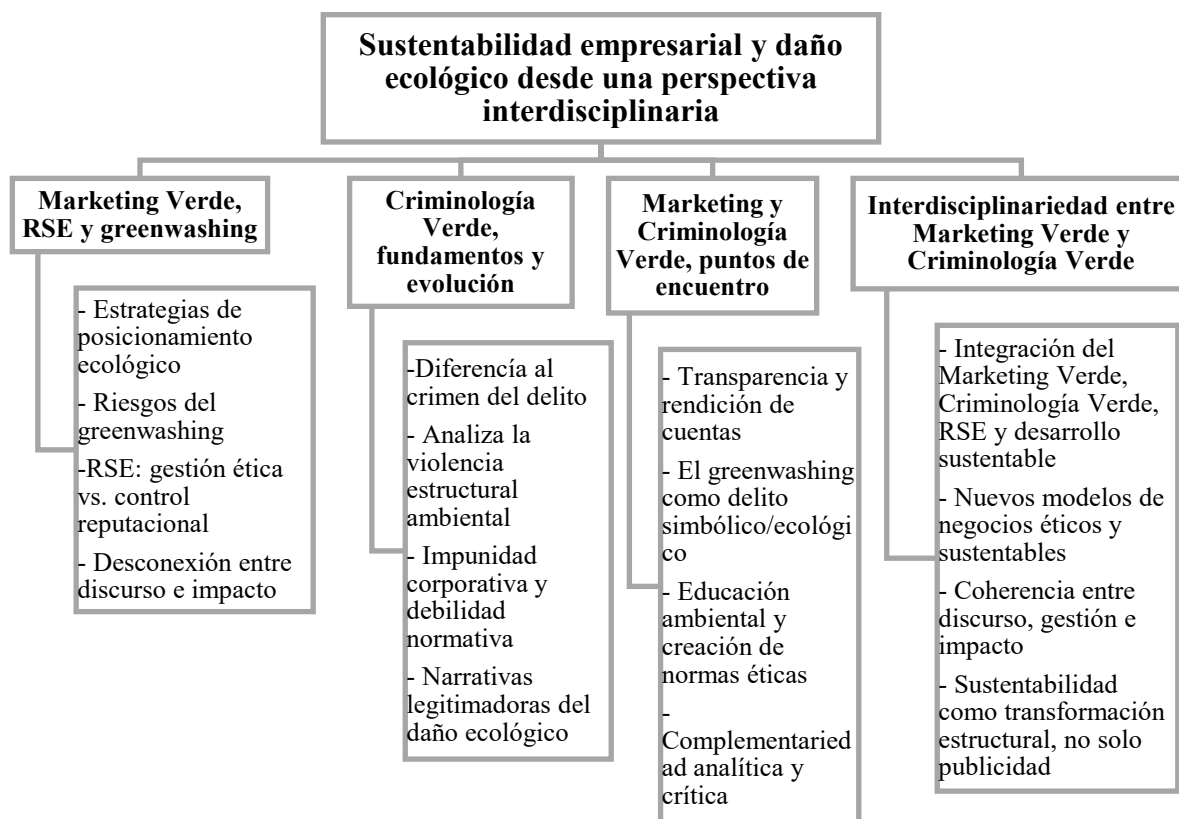 Sustentabilidad empresarial y daño
ecológico desde una perspectiva
interdisciplinaria
Marketing Verde,
RSE y greenwashing
- Estrategias de
posicionamiento
ecológico
- Riesgos del
greenwashing
-RSE: gestión ética
vs. control
reputacional
- Desconexión entre
discurso e impacto
Criminología
Verde,
fundamentos y
evolución
-Diferencía al
crimen del delito
- Analiza la
violencia
estructural
ambiental
- Impunidad
corporativa y
debilidad
normativa
- Narrativas
legitimadoras del
daño ecológico
Marketing y
Criminología
Verde, puntos de
encuentro
- Transparencia y
rendición de
cuentas
- El greenwashing
como delito
simbólico/ecológi
co
- Educación
ambiental y
creación de
normas éticas
-
Complementaried
ad analítica y
crítica
Interdisciplinariedad entre
Marketing Verde y
Criminología Verde
- Integración del
Marketing Verde,
Criminología Verde,
RSE y desarrollo
sustentable
- Nuevos modelos de
negocios éticos y
sustentables
- Coherencia entre
discurso, gestión e
impacto
- Sustentabilidad
como transformación
estructural, no solo
publicidad